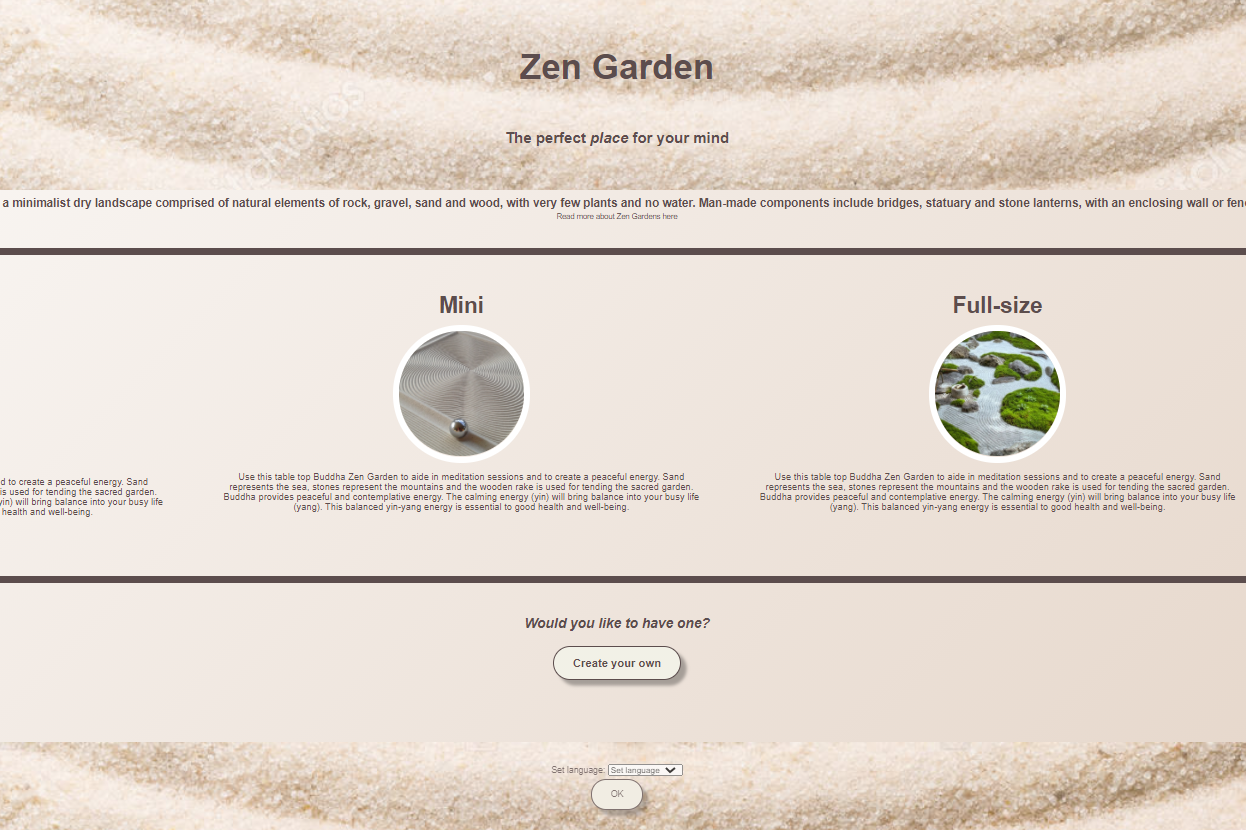 Zen Garden
The perfect place for your mind
a minimalist dry landscape comprised of natural elements of rock, gravel, sand and wood, with very few plants and no water. Man-made components include bridges, statuary and stone lanterns, with an enclosing wall or
Read more about Zen Gardens here
Mini
Full-size
d to create a peaceful energy. Sand
is used for tending the sacred garden.
yin) will bring balance into your busy life
health and well-being.
Use this table top Buddha Zen Garden to aide in meditation sessions and to create a peaceful energy. Sand
represents the sea, stones represent the mountains and the wooden rake is used for tending the sacred garden.
Buddha provides peaceful and contemplative energy. The calming energy (yin) will bring balance into your busy life
(yang). This balanced yin-yang energy is essential to good health and well-being.
Use this table top Buddha Zen Garden to aide in meditation sessions and to create a peaceful energy. Sand
represents the sea, stones represent the mountains and the wooden rake is used for tending the sacred garden.
Buddha provides peaceful and contemplative energy. The calming energy (yin) will bring balance into your busy life
(yang). This balanced yin-yang energy is essential to good health and well-being.
Would you like to have one?
Create your own
Set language: Set language
OK